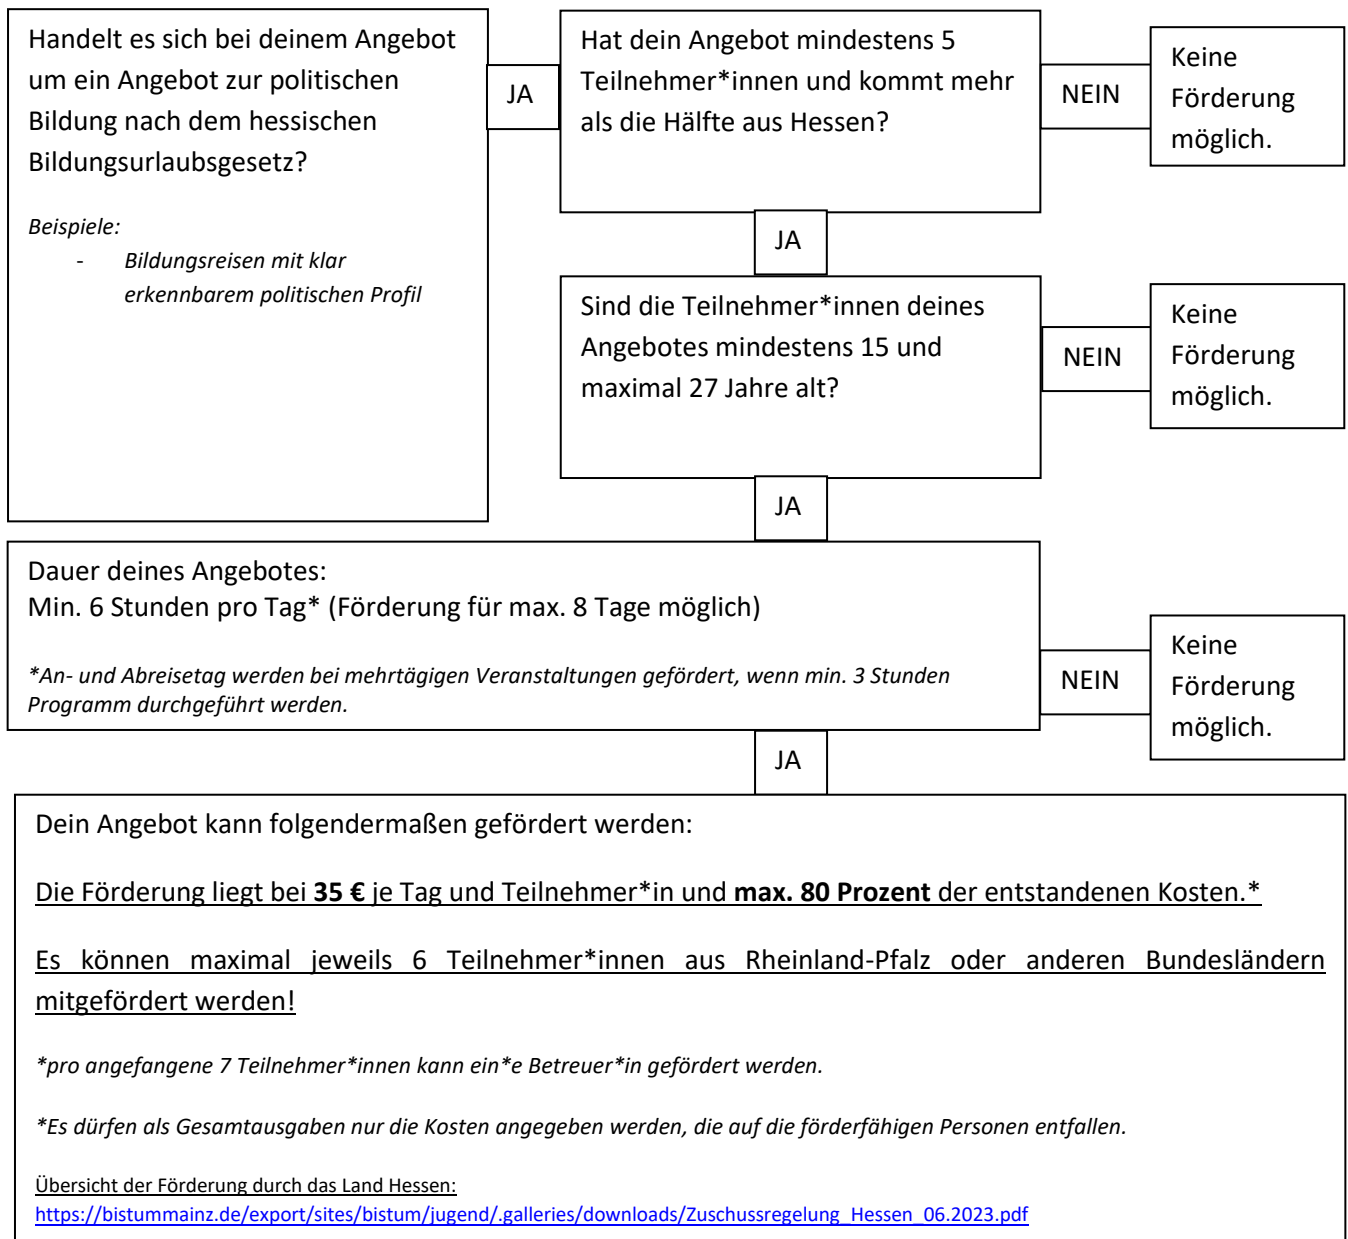 Handelt es sich bei deinem Angebot
um ein Angebot zur politischen
Bildung nach dem hessischen
Bildungsurlaubsgesetz?
Beispiele:
- Bildungsreisen mit klar
erkennbarem politischen Profil
JA
Hat dein Angebot mindestens 5
Teilnehmer*innen und kommt mehr
als die Hälfte aus Hessen?
NEIN
Keine
Förderung
möglich.
JA
Sind die Teilnehmer*innen deines
Angebotes mindestens 15 und
maximal 27 Jahre alt?
NEIN
Keine
Förderung
möglich.
JA
Dauer deines Angebotes:
Min. 6 Stunden pro Tag* (Förderung für max. 8 Tage möglich)
*An- und Abreisetag werden bei mehrtägigen Veranstaltungen gefördert, wenn min. 3 Stunden
Programm durchgeführt werden.
NEIN
Keine
Förderung
möglich.
JA
Dein Angebot kann folgendermaßen gefördert werden:
Die Förderung liegt bei 35 € je Tag und Teilnehmer*in und max. 80 Prozent der entstandenen Kosten.*
Es können maximal jeweils 6 Teilnehmer*innen aus Rheinland-Pfalz oder anderen Bundesländern
mitgefördert werden!
*pro angefangene 7 Teilnehmer*innen kann ein*e Betreuer*in gefördert werden.
*Es dürfen als Gesamtausgaben nur die Kosten angegeben werden, die auf die förderfähigen Personen entfallen.
Übersicht der Förderung durch das Land Hessen:
https://bistummainz.de/export/sites/bistum/jugend/.galleries/downloads/Zuschussregelung_Hessen_06.2023.pdf